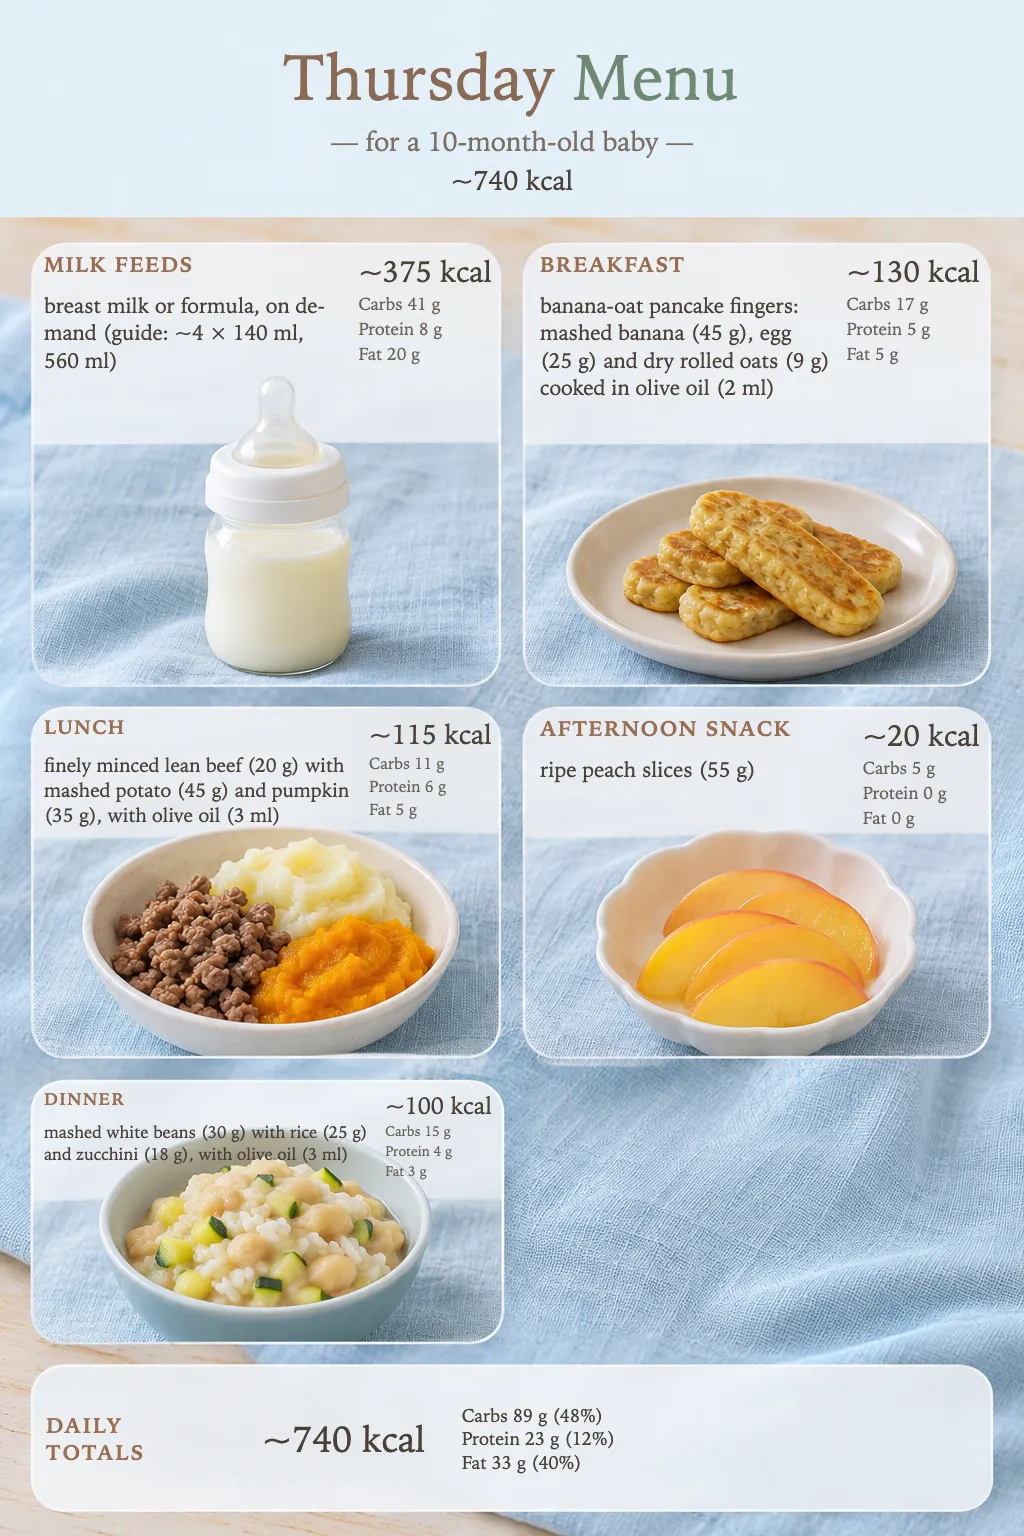 Thursday Menu
— for a 10-month-old baby —
~740 kcal
MILK FEEDS
~375 kcal
breast milk or formula, on de-
mand (guide: ~4 × 140 ml,
560 ml)
Carbs 41 g
Protein 8 g
Fat 20 g
BREAKFAST
~130 kcal
banana-oat pancake fingers:
mashed banana (45 g), egg
(25 g) and dry rolled oats (9 g)
cooked in olive oil (2 ml)
Carbs 17 g
Protein 5 g
Fat 5 g
LUNCH
~115 kcal
finely minced lean beef (20 g) with
mashed potato (45 g) and pumpkin
(35 g), with olive oil (3 ml)
Carbs 11 g
Protein 6 g
Fat 5 g
AFTERNOON SNACK
~20 kcal
ripe peach slices (55 g)
Carbs 5 g
Protein 0 g
Fat 0 g
DINNER
~100 kcal
mashed white beans (30 g) with rice (25 g)
and zucchini (18 g), with olive oil (3 ml)
Carbs 15 g
Protein 4 g
Fat 3 g
DAILY
TOTALS
~740 kcal
Carbs 89 g (48%)
Protein 23 g (12%)
Fat 33 g (40%)